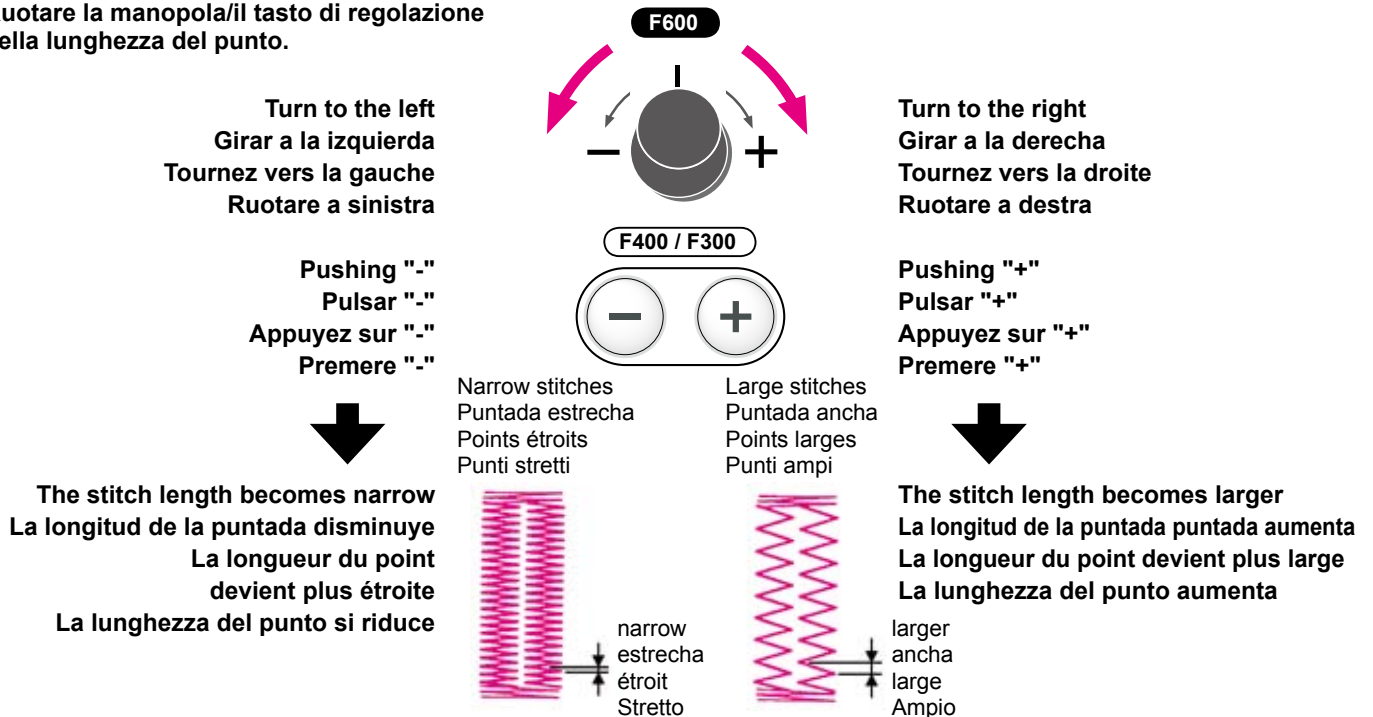 uotare la manopola/il tasto di regolazione
ella lunghezza del punto.
F600
Turn to the left
Girar a la izquierda
Tournez vers la gauche
Ruotare a sinistra
− +
Turn to the right
Girar a la derecha
Tournez vers la droite
Ruotare a destra
F400 / F300
Pushing "-"
Pulsar "-"
Appuyez sur "-"
Premere "-"
− +
Pushing "+"
Pulsar "+"
Appuyez sur "+"
Premere "+"
Narrow stitches
Puntada estrecha
Points étroits
Punti stretti
Large stitches
Puntada ancha
Points larges
Punti ampi
The stitch length becomes narrow
La longitud de la puntada disminuye
La longueur du point
devient plus étroite
La lunghezza del punto si riduce
narrow
estrecha
étroit
Stretto
larger
ancha
large
Ampio
The stitch length becomes larger
La longitud de la puntada puntada aumenta
La longueur du point devient plus large
La lunghezza del punto aumenta